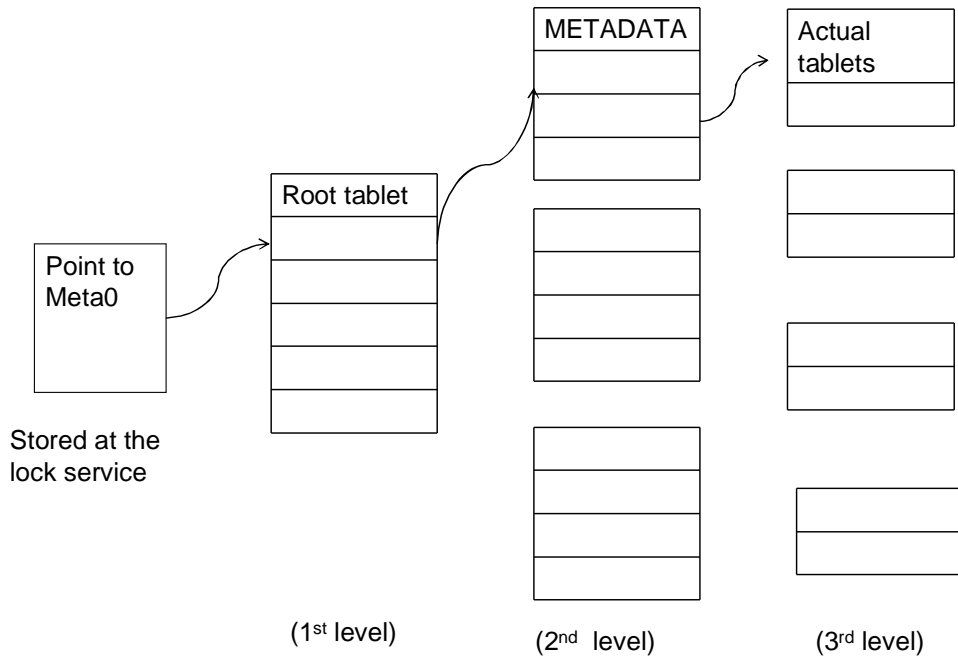 METADATA
Actual
tablets
Root tablet
Point to
Meta0
Stored at the
lock service
(1st level)
(2nd level)
(3rd level)